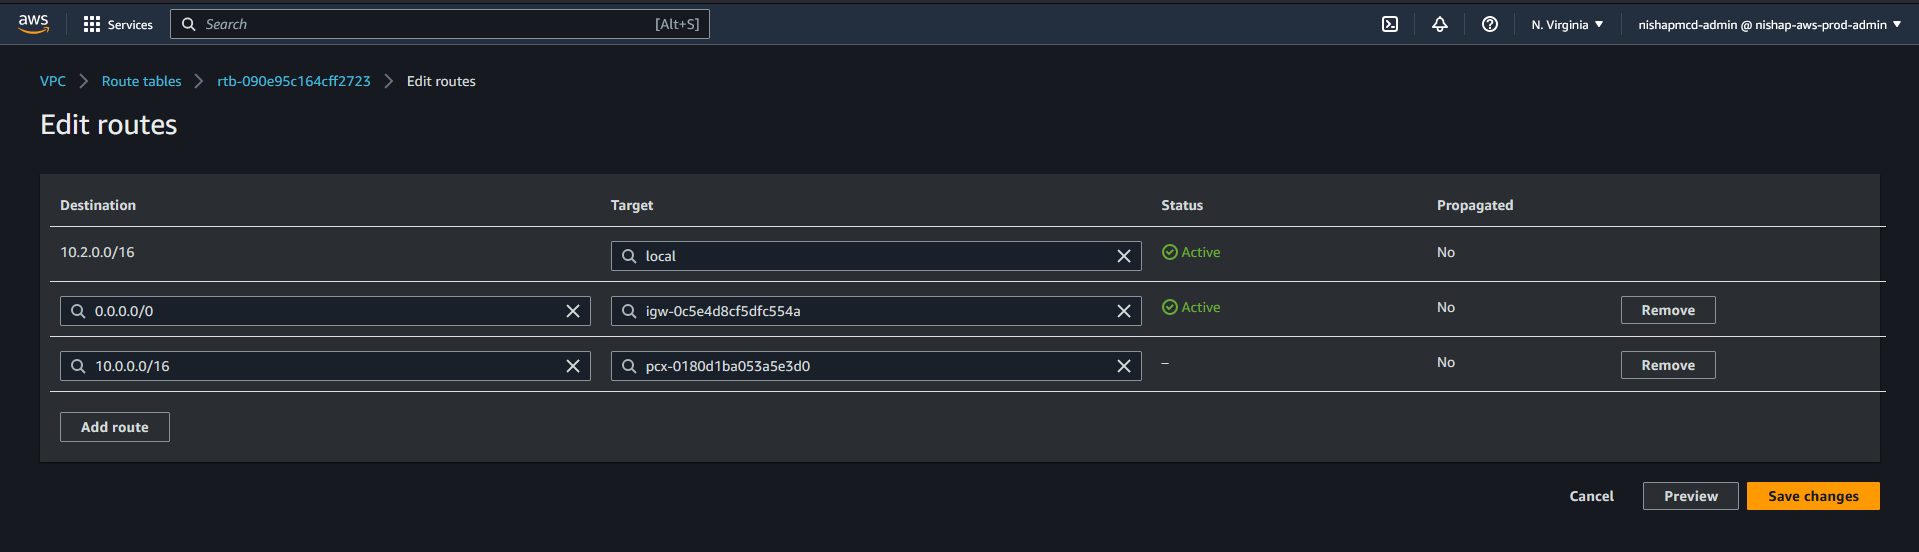 aws Services Search [Alt+S] N. Virginia nishapmcd-admin @ nishap-aws-prod-admin
VPC Route tables rtb-090e95c164cff2723 Edit routes
Edit routes
Destination Target Status Propagated
10.2.0.0/16 local Active No
0.0.0.0/0 igw-0c5e4d8cf5dfc554a Active No Remove
10.0.0.0/16 pcx-0180d1ba053a5e3d0 – No Remove
Add route
Cancel Preview Save changes